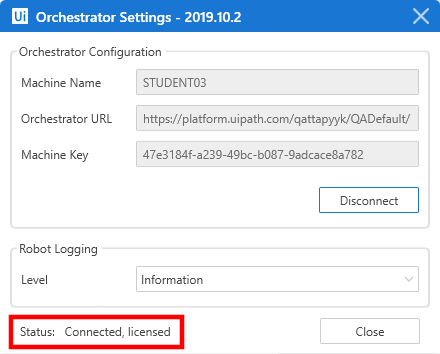 Ui Orchestrator Settings - 2019.10.2
Orchestrator Configuration
Machine Name STUDENT03
Orchestrator URL https://platform.uipath.com/qattapyyk/QADefault/
Machine Key 47e3184f-a239-49bc-b087-9adcace8a782
Disconnect
Robot Logging
Level Information
Status: Connected, licensed Close